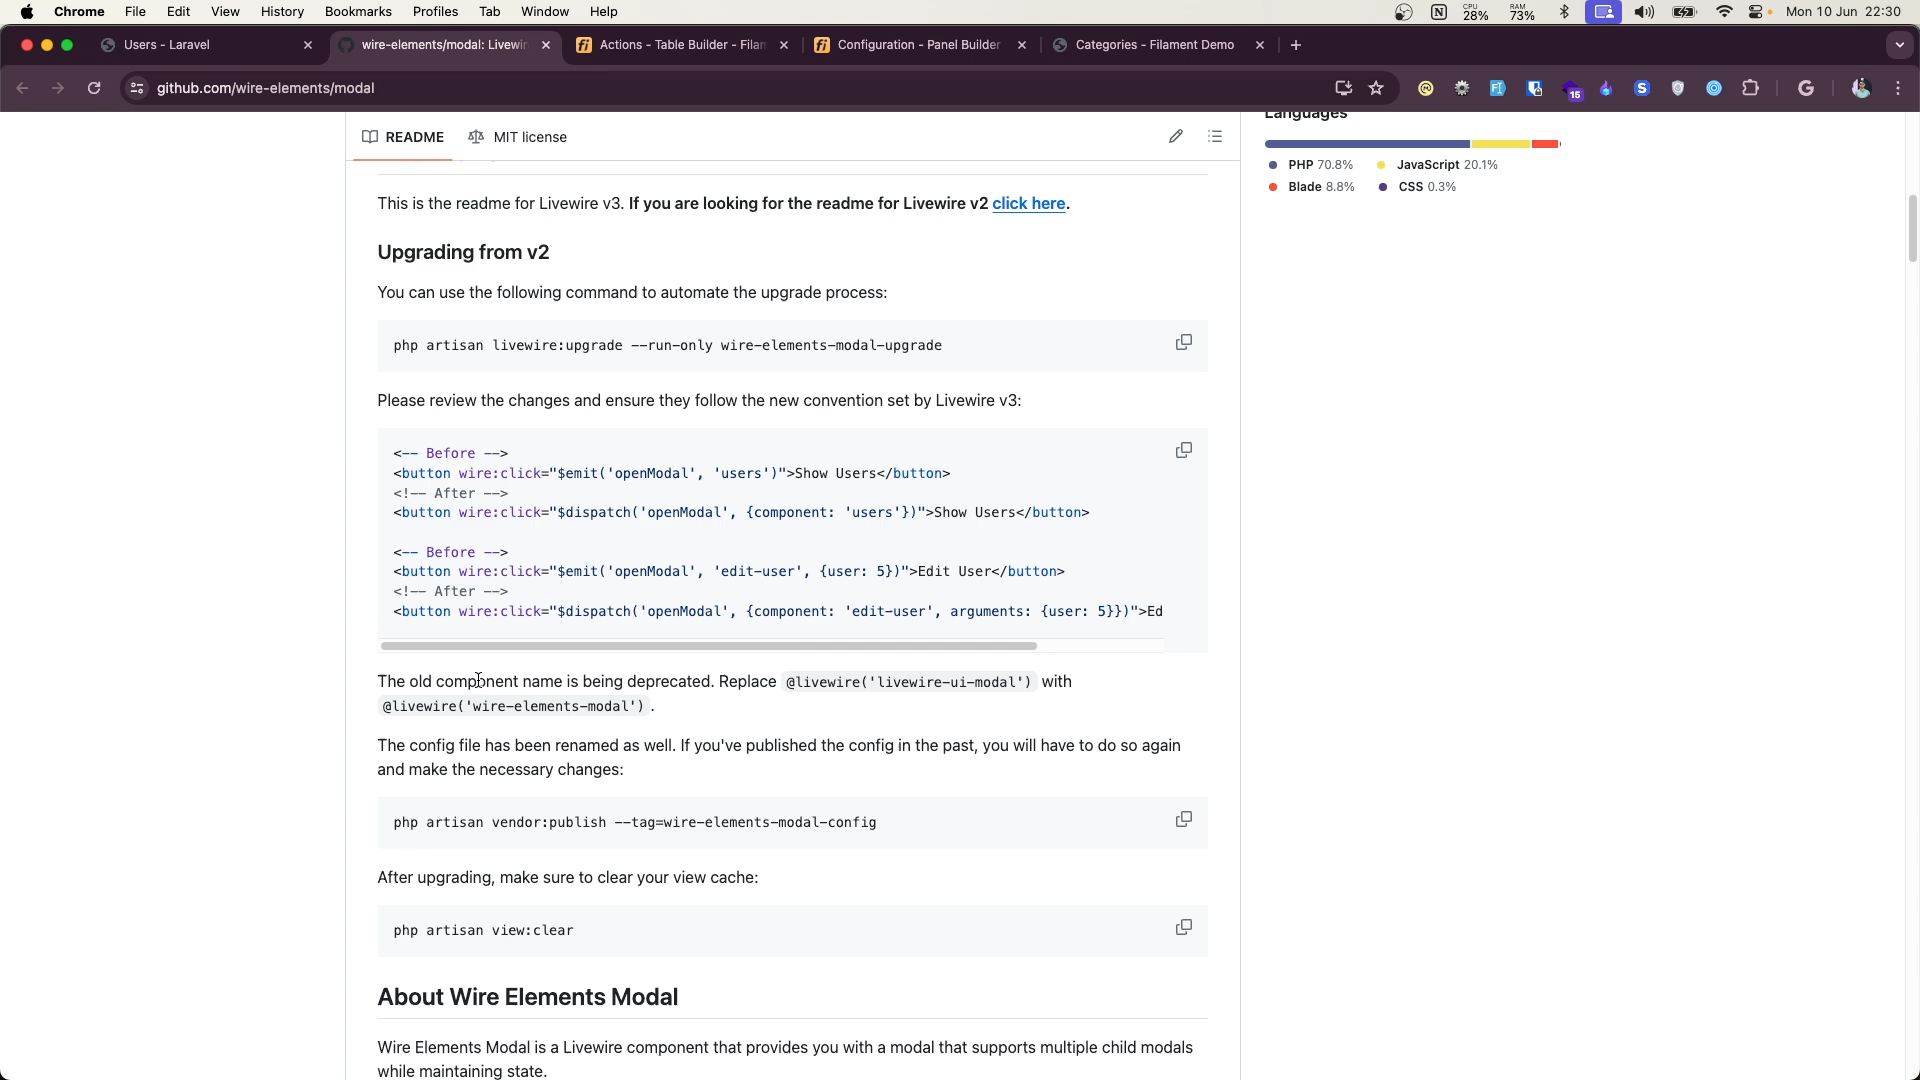 Chrome File Edit View History Bookmarks Profiles Tab Window Help
CPU 28% RAM 73% Mon 10 Jun 22:30
Users - Laravel
wire-elements/modal: Livewir
Actions - Table Builder - Filam
Configuration - Panel Builder
Categories - Filament Demo
github.com/wire-elements/modal
15
README MIT license
This is the readme for Livewire v3. If you are looking for the readme for Livewire v2 click here.
Upgrading from v2
You can use the following command to automate the upgrade process:
php artisan livewire:upgrade --run-only wire-elements-modal-upgrade
Please review the changes and ensure they follow the new convention set by Livewire v3:
<-- Before -->
<button wire:click="$emit('openModal', 'users')">Show Users</button>
<!-- After -->
<button wire:click="$dispatch('openModal', {component: 'users'})">Show Users</button>
<-- Before -->
<button wire:click="$emit('openModal', 'edit-user', {user: 5})">Edit User</button>
<!-- After -->
<button wire:click="$dispatch('openModal', {component: 'edit-user', arguments: {user: 5}})">Ed
The old component name is being deprecated. Replace @livewire('livewire-ui-modal') with
@livewire('wire-elements-modal') .
The config file has been renamed as well. If you've published the config in the past, you will have to do so again
and make the necessary changes:
php artisan vendor:publish --tag=wire-elements-modal-config
After upgrading, make sure to clear your view cache:
php artisan view:clear
About Wire Elements Modal
Wire Elements Modal is a Livewire component that provides you with a modal that supports multiple child modals
while maintaining state.
Languages
PHP 70.8% JavaScript 20.1%
Blade 8.8% CSS 0.3%